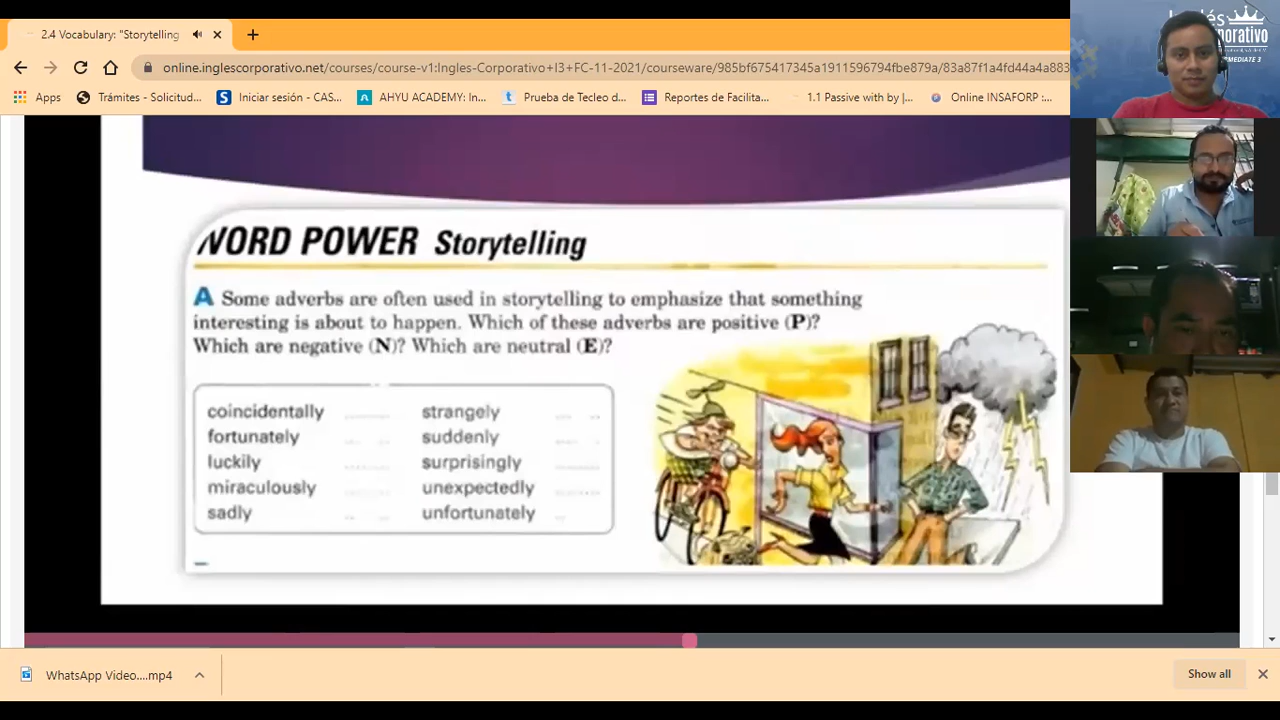 2.4 Vocabulary: "Storytelling
online.inglescorporativo.net/courses/course-v1:Ingles-Corporativo+I3+FC-11-2021/courseware/985bf675417345a1911596794fbe879a/83a87f1a4fd44a4a883
Apps
Trámites - Solicitud...
Iniciar sesión - CAS...
AHYU ACADEMY: In...
Prueba de Tecleo d...
Reportes de Facilita...
1.1 Passive with by |...
Online INSAFORP :...
WORD POWER Storytelling
A Some adverbs are often used in storytelling to emphasize that something
interesting is about to happen. Which of these adverbs are positive (P)?
Which are negative (N)? Which are neutral (E)?
coincidentally
fortunately
luckily
miraculously
sadly
strangely
suddenly
surprisingly
unexpectedly
unfortunately
WhatsApp Video....mp4
Show all